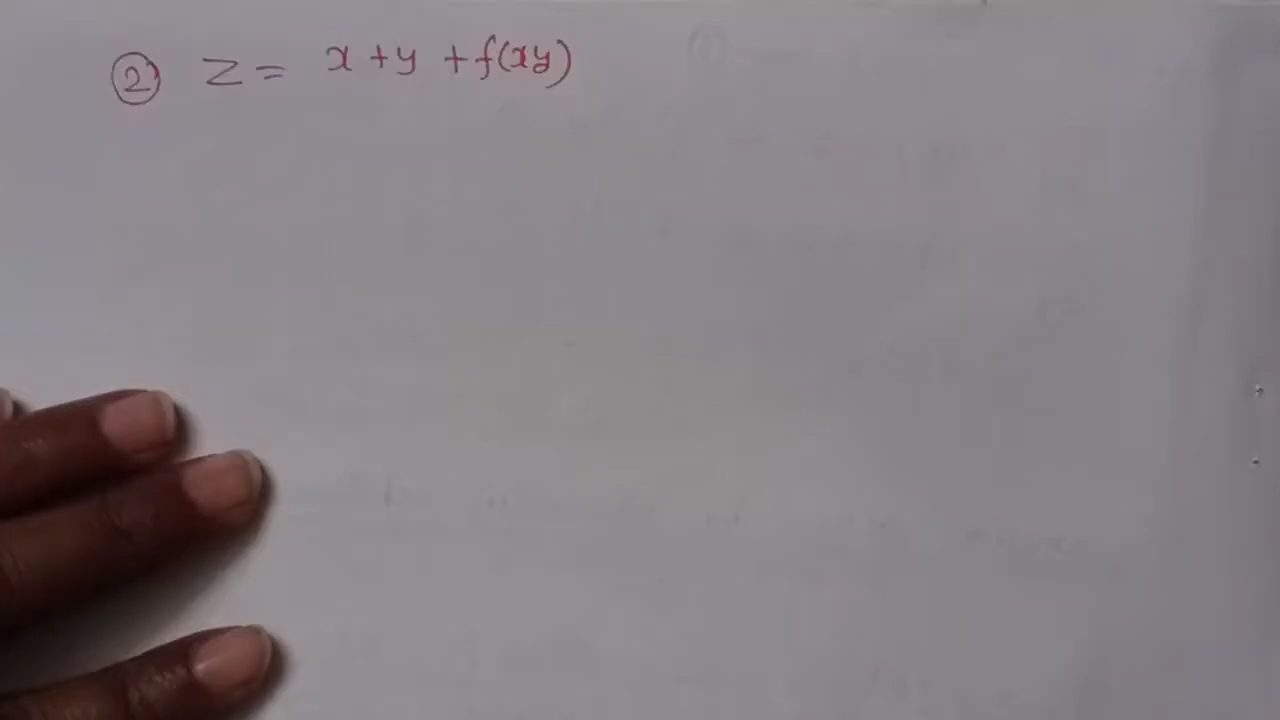 ② z = x + y + f(xy)